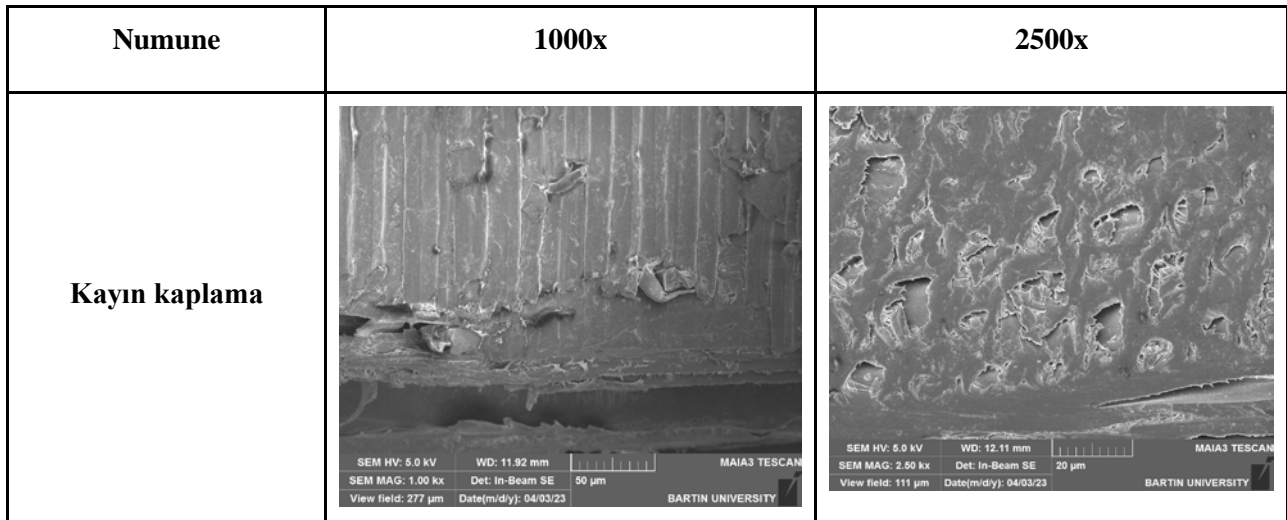 Numune
1000x
2500x
Kayın kaplama
SEM HV: 5.0 kV
WD: 11.92 mm
MAIA3 TESCAN
SEM MAG: 1.00 kx
Det: In-Beam SE
50 µm
View field: 277 µm
Date(m/d/y): 04/03/23
BARTIN UNIVERSITY
SEM HV: 5.0 kV
WD: 12.11 mm
MAIA3 TESCAN
SEM MAG: 2.50 kx
Det: In-Beam SE
20 µm
View field: 111 µm
Date(m/d/y): 04/03/23
BARTIN UNIVERSITY